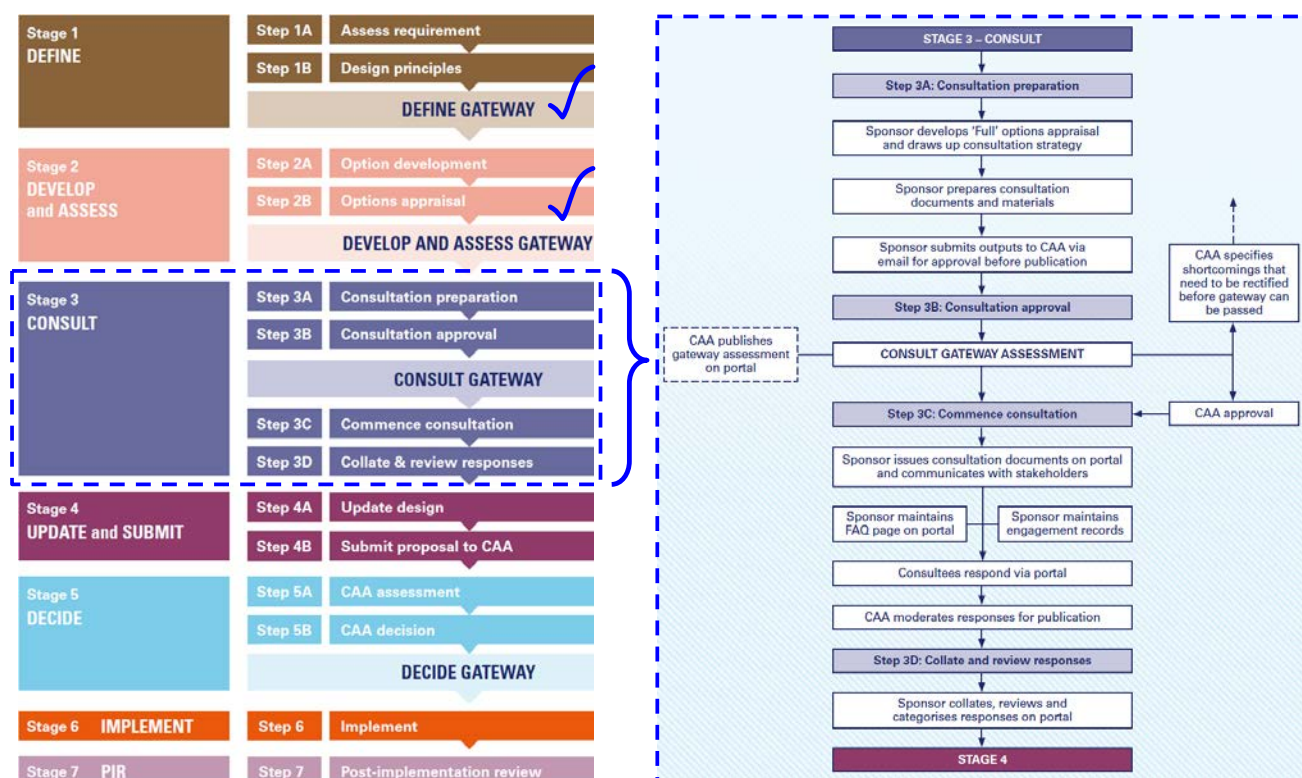 Stage 1
DEFINE
Step 1A
Assess requirement
Step 1B
Design principles
DEFINE GATEWAY
Stage 2
DEVELOP
and ASSESS
Step 2A
Option development
Step 2B
Options appraisal
DEVELOP AND ASSESS GATEWAY
Stage 3
CONSULT
Step 3A
Consultation preparation
Step 3B
Consultation approval
CONSULT GATEWAY
Step 3C
Commence consultation
Step 3D
Collate & review responses
Stage 4
UPDATE and SUBMIT
Step 4A
Update design
Step 4B
Submit proposal to CAA
Stage 5
DECIDE
Step 5A
CAA assessment
Step 5B
CAA decision
DECIDE GATEWAY
Stage 6 IMPLEMENT
Step 6
Implement
Stage 7 PIR
Step 7
Post-implementation review
STAGE 3 – CONSULT
Step 3A: Consultation preparation
Sponsor develops 'Full' options appraisal
and draws up consultation strategy
Sponsor prepares consultation
documents and materials
Sponsor submits outputs to CAA via
email for approval before publication
Step 3B: Consultation approval
CAA specifies
shortcomings that
need to be rectified
before gateway can
be passed
CAA publishes
gateway assessment
on portal
CONSULT GATEWAY ASSESSMENT
Step 3C: Commence consultation
CAA approval
Sponsor issues consultation documents on portal
and communicates with stakeholders
Sponsor maintains
FAQ page on portal
Sponsor maintains
engagement records
Consultees respond via portal
CAA moderates responses for publication
Step 3D: Collate and review responses
Sponsor collates, reviews and
categorises responses on portal
STAGE 4